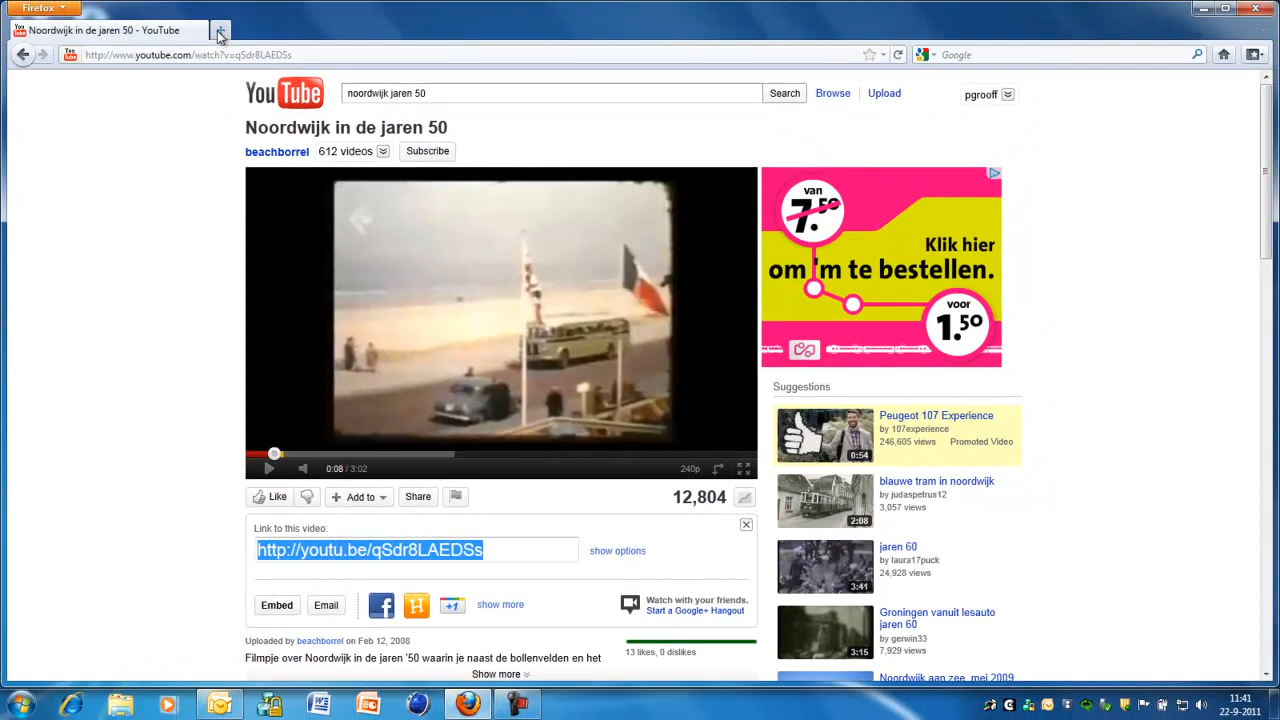 Firefox
Noordwijk in de jaren 50 - YouTube
http://www.youtube.com/watch?v=qSdr8LAEDSs
Google
YouTube
noordwijk jaren 50
Search
Browse
Upload
pgrooff
Noordwijk in de jaren 50
beachborrel
612 videos
Subscribe
van
7.50
Klik hier
om 'm te bestellen.
voor
1.50
Suggestions
Peugeot 107 Experience
by 107experience
246,605 views
Promoted Video
0:54
blauwe tram in noordwijk
by judaspetrus12
3,057 views
2:08
jaren 60
by laura17puck
24,928 views
3:41
Groningen vanuit lesauto
jaren 60
by gerwin33
7,929 views
3:15
Noordwijk aan zee, mei 2009
0:08 / 3:02
240p
Like
Add to
Share
12,804
Link to this video:
http://youtu.be/qSdr8LAEDSs
show options
Embed
Email
+1
show more
Watch with your friends.
Start a Google+ Hangout
Uploaded by beachborrel on Feb 12, 2008
13 likes, 0 dislikes
Filmpje over Noordwijk in de jaren '50 waarin je naast de bollenvelden en het
Show more
11:41
22-9-2011